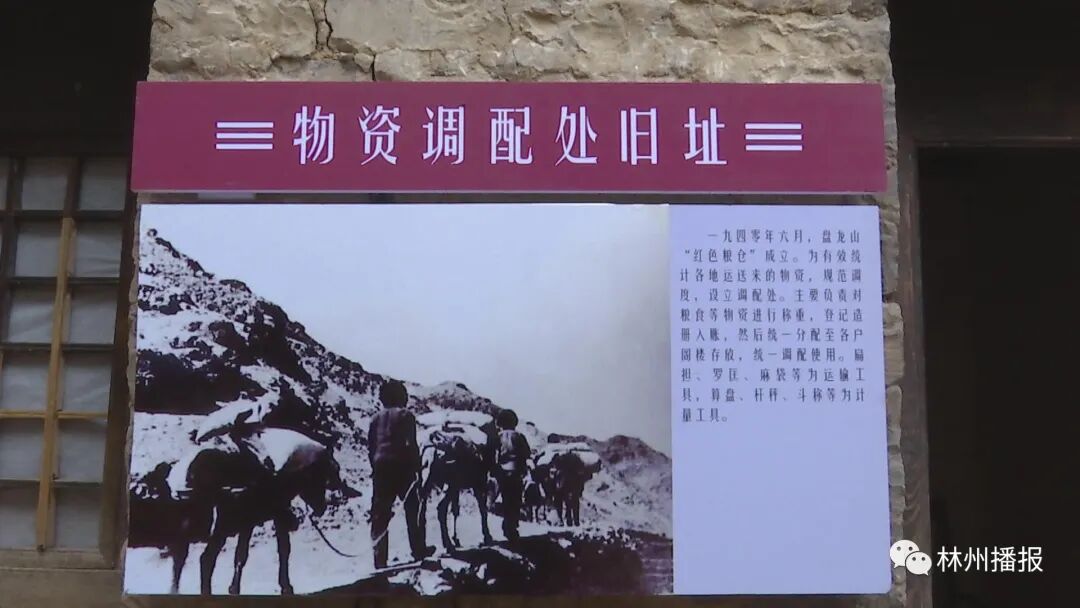 物资调配处旧址
一九四零年六月，盘龙山
“红色粮仓”成立。为有效统
计各地运送来的物资，规范调
度，设立调配处。主要负责对
粮食等物资进行称重，登记造
册入账，然后统一分配至各户
阁楼存放，统一调配使用。扁
担、罗匡、麻袋等为运输工
具，算盘、杆秤、斗称等为计
量工具。
林州播报